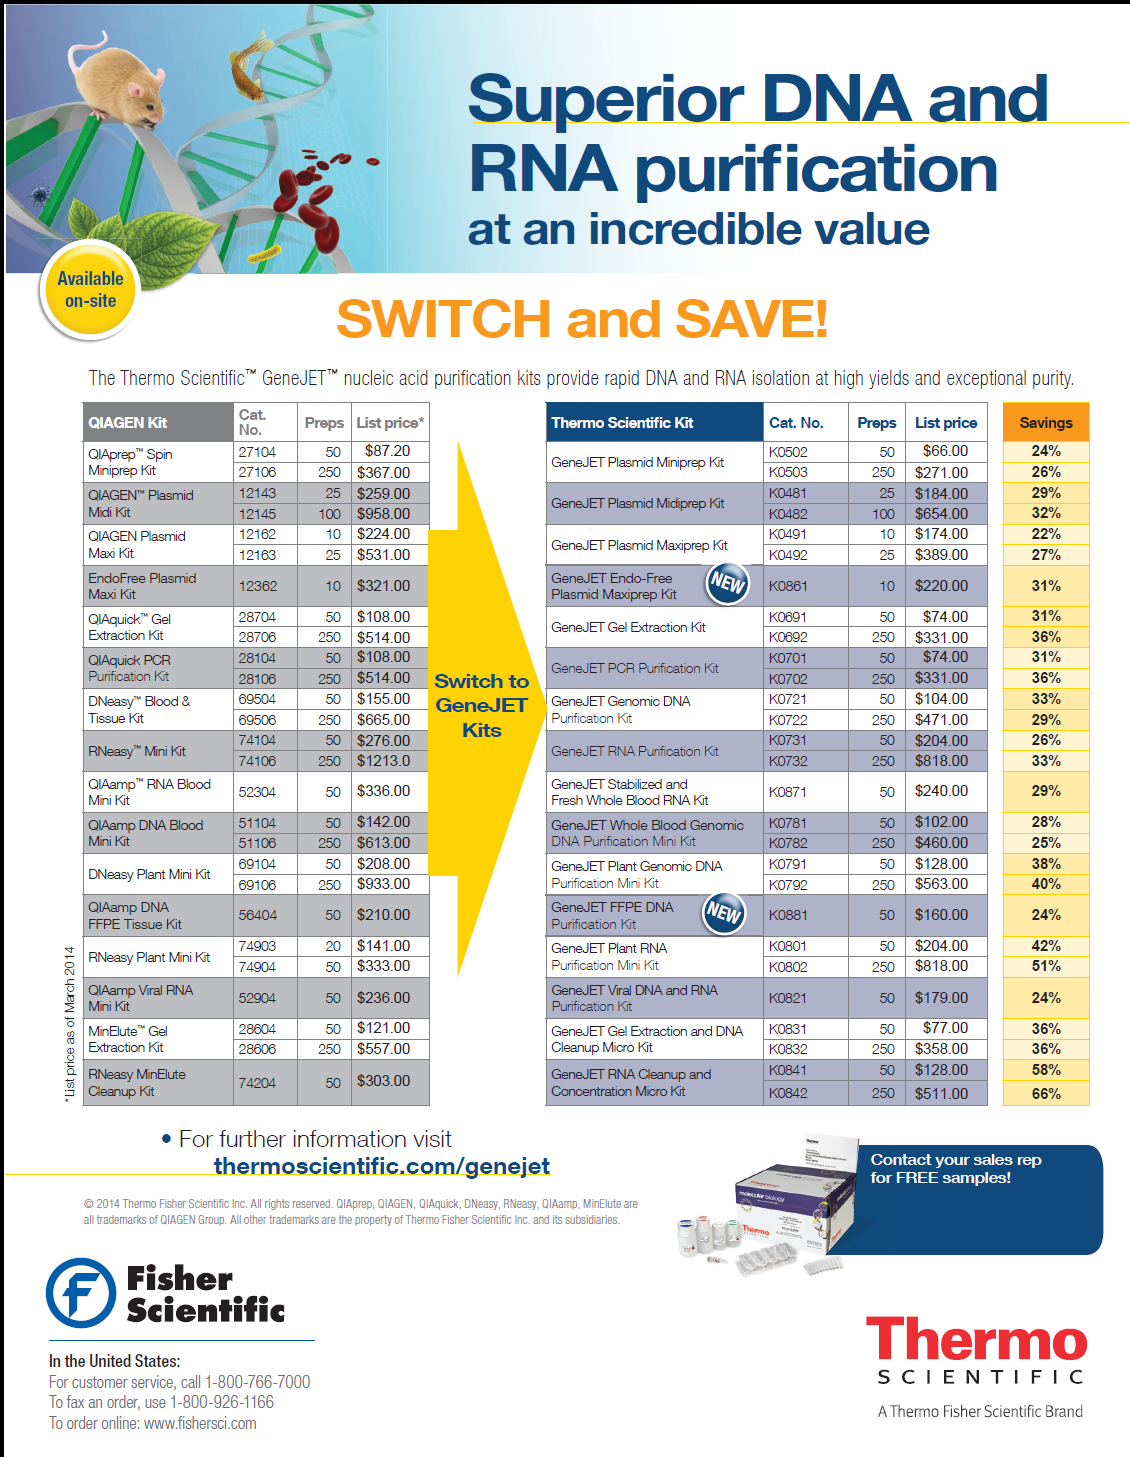 Superior DNA and
RNA purification
at an incredible value
Available
on-site
SWITCH and SAVE!
The Thermo Scientific™ GeneJET™ nucleic acid purification kits provide rapid DNA and RNA isolation at high yields and exceptional purity.
QIAGEN Kit Cat. No. Preps List price* Thermo Scientific Kit Cat. No. Preps List price Savings
QIAprep™ Spin Miniprep Kit 27104 50 $87.20 GeneJET Plasmid Miniprep Kit K0502 50 $66.00 24%
27106 250 $367.00 K0503 250 $271.00 26%
QIAGEN™ Plasmid Midi Kit 12143 25 $259.00 GeneJET Plasmid Midiprep Kit K0481 25 $184.00 29%
12145 100 $958.00 K0482 100 $654.00 32%
QIAGEN Plasmid Maxi Kit 12162 10 $224.00 GeneJET Plasmid Maxiprep Kit K0491 10 $174.00 22%
12163 25 $531.00 K0492 25 $389.00 27%
EndoFree Plasmid Maxi Kit 12362 10 $321.00 GeneJET Endo-Free Plasmid Maxiprep Kit NEW K0861 10 $220.00 31%
QIAquick™ Gel Extraction Kit 28704 50 $108.00 GeneJET Gel Extraction Kit K0691 50 $74.00 31%
28706 250 $514.00 K0692 250 $331.00 36%
QIAquick PCR Purification Kit 28104 50 $108.00 GeneJET PCR Purification Kit K0701 50 $74.00 31%
28106 250 $514.00 K0702 250 $331.00 36%
DNeasy™ Blood & Tissue Kit 69504 50 $155.00 GeneJET Genomic DNA Purification Kit K0721 50 $104.00 33%
69506 250 $665.00 K0722 250 $471.00 29%
RNeasy™ Mini Kit 74104 50 $276.00 GeneJET RNA Purification Kit K0731 50 $204.00 26%
74106 250 $1213.0 K0732 250 $818.00 33%
QIAamp™ RNA Blood Mini Kit 52304 50 $336.00 GeneJET Stabilized and Fresh Whole Blood RNA Kit K0871 50 $240.00 29%
QIAamp DNA Blood Mini Kit 51104 50 $142.00 GeneJET Whole Blood Genomic DNA Purification Mini Kit K0781 50 $102.00 28%
51106 250 $613.00 K0782 250 $460.00 25%
DNeasy Plant Mini Kit 69104 50 $208.00 GeneJET Plant Genomic DNA Purification Mini Kit K0791 50 $128.00 38%
69106 250 $933.00 K0792 250 $563.00 40%
QIAamp DNA FFPE Tissue Kit 56404 50 $210.00 GeneJET FFPE DNA Purification Kit NEW K0881 50 $160.00 24%
RNeasy Plant Mini Kit 74903 20 $141.00 GeneJET Plant RNA Purification Mini Kit K0801 50 $204.00 42%
74904 50 $333.00 K0802 250 $818.00 51%
QIAamp Viral RNA Mini Kit 52904 50 $236.00 GeneJET Viral DNA and RNA Purification Kit K0821 50 $179.00 24%
MinElute™ Gel Extraction Kit 28604 50 $121.00 GeneJET Gel Extraction and DNA Cleanup Micro Kit K0831 50 $77.00 36%
28606 250 $557.00 K0832 250 $358.00 36%
RNeasy MinElute Cleanup Kit 74204 50 $303.00 GeneJET RNA Cleanup and Concentration Micro Kit K0841 50 $128.00 58%
K0842 250 $511.00 66%
Switch to
GeneJET
Kits
*List price as of March 2014
• For further information visit
thermoscientific.com/genejet
Contact your sales rep
for FREE samples!
molecular biology
Thermo
SCIENTIFIC
© 2014 Thermo Fisher Scientific Inc. All rights reserved. QIAprep, QIAGEN, QIAquick, DNeasy, RNeasy, QIAamp, MinElute are
all trademarks of QIAGEN Group. All other trademarks are the property of Thermo Fisher Scientific Inc. and its subsidiaries.
Fisher
Scientific
In the United States:
For customer service, call 1-800-766-7000
To fax an order, use 1-800-926-1166
To order online: www.fishersci.com
Thermo
SCIENTIFIC
A Thermo Fisher Scientific Brand